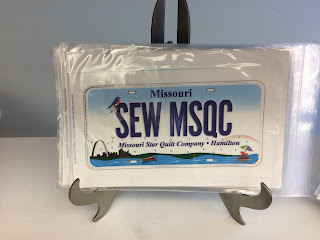 Missouri
SEW MSQC
Missouri Star Quilt Company • Hamilton